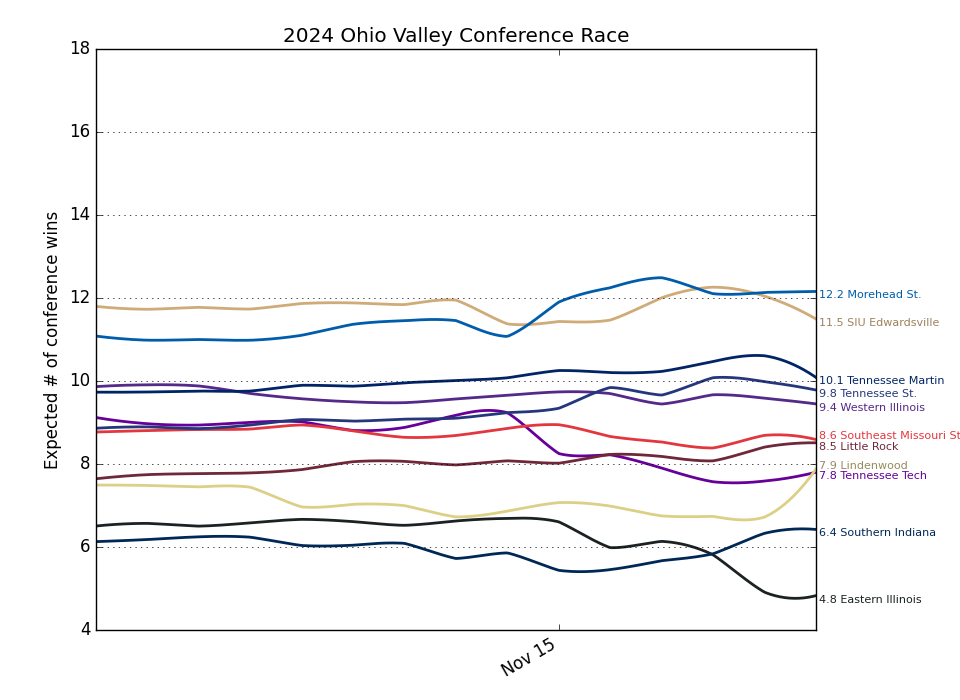 2024 Ohio Valley Conference Race
Expected # of conference wins
18
16
14
12
10
8
6
4
Nov 15
12.2 Morehead St.
11.5 SIU Edwardsville
10.1 Tennessee Martin
9.8 Tennessee St.
9.4 Western Illinois
8.6 Southeast Missouri St
8.5 Little Rock
7.9 Lindenwood
7.8 Tennessee Tech
6.4 Southern Indiana
4.8 Eastern Illinois